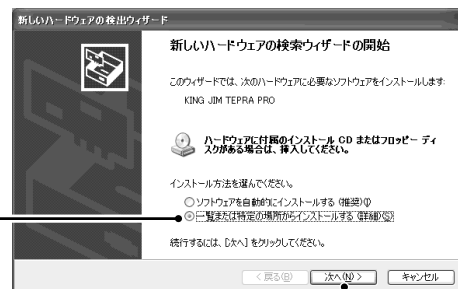 新しいハードウェアの検出ウィザード
新しいハードウェアの検索ウィザードの開始
このウィザードでは、次のハードウェアに必要なソフトウェアをインストールします:
KING JIM TEPRA PRO
ハードウェアに付属のインストール CD またはフロッピー ディ
スクがある場合は、挿入してください。
インストール方法を選んでください。
ソフトウェアを自動的にインストールする (推奨)(I)
一覧または特定の場所からインストールする (詳細)(S)
続行するには、[次へ] をクリックしてください。
< 戻る(B) 次へ(N) > キャンセル